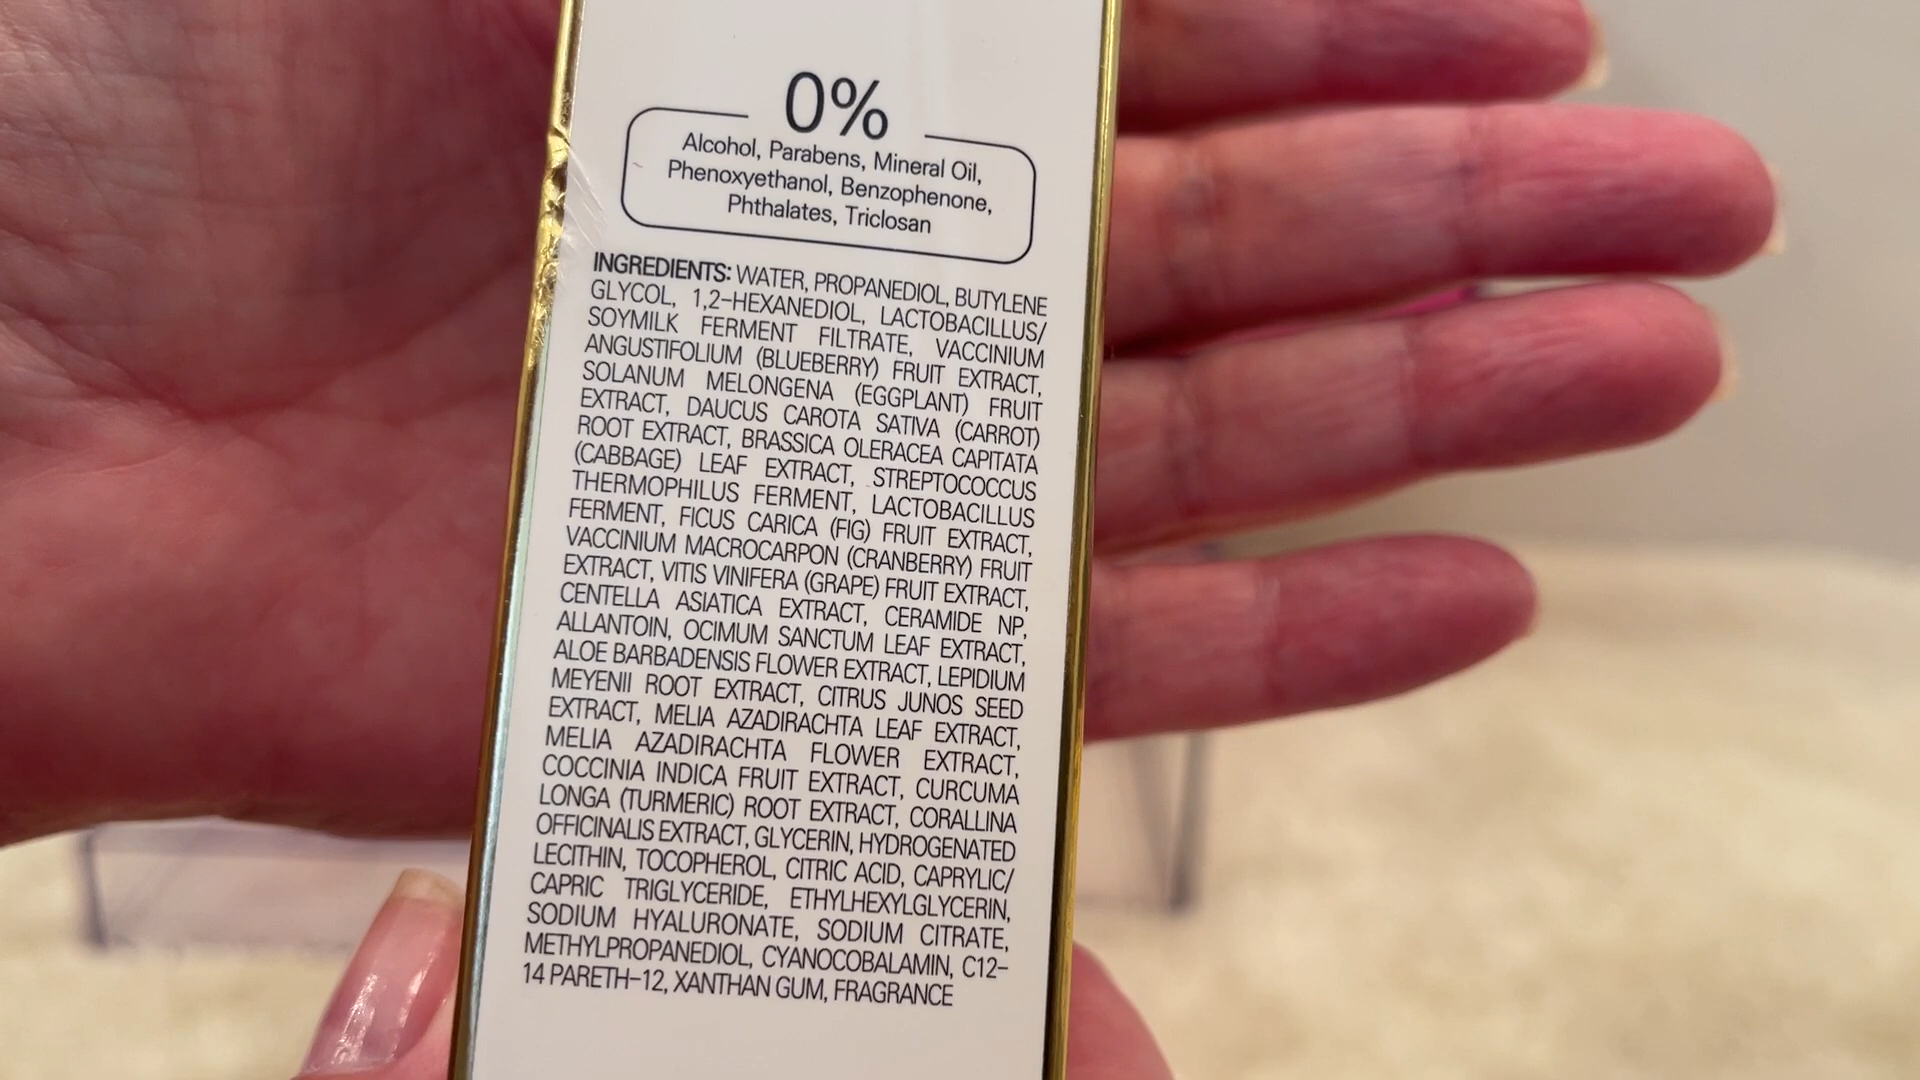 0%
Alcohol, Parabens, Mineral Oil,
Phenoxyethanol, Benzophenone,
Phthalates, Triclosan
INGREDIENTS: WATER, PROPANEDIOL, BUTYLENE
GLYCOL, 1,2-HEXANEDIOL, LACTOBACILLUS/
SOYMILK FERMENT FILTRATE, VACCINIUM
ANGUSTIFOLIUM (BLUEBERRY) FRUIT EXTRACT,
SOLANUM MELONGENA (EGGPLANT) FRUIT
EXTRACT, DAUCUS CAROTA SATIVA (CARROT)
ROOT EXTRACT, BRASSICA OLERACEA CAPITATA
(CABBAGE) LEAF EXTRACT, STREPTOCOCCUS
THERMOPHILUS FERMENT, LACTOBACILLUS
FERMENT, FICUS CARICA (FIG) FRUIT EXTRACT,
VACCINIUM MACROCARPON (CRANBERRY) FRUIT
EXTRACT, VITIS VINIFERA (GRAPE) FRUIT EXTRACT,
CENTELLA ASIATICA EXTRACT, CERAMIDE NP,
ALLANTOIN, OCIMUM SANCTUM LEAF EXTRACT,
ALOE BARBADENSIS FLOWER EXTRACT, LEPIDIUM
MEYENII ROOT EXTRACT, CITRUS JUNOS SEED
EXTRACT, MELIA AZADIRACHTA LEAF EXTRACT,
MELIA AZADIRACHTA FLOWER EXTRACT,
COCCINIA INDICA FRUIT EXTRACT, CURCUMA
LONGA (TURMERIC) ROOT EXTRACT, CORALLINA
OFFICINALIS EXTRACT, GLYCERIN, HYDROGENATED
LECITHIN, TOCOPHEROL, CITRIC ACID, CAPRYLIC/
CAPRIC TRIGLYCERIDE, ETHYLHEXYLGLYCERIN,
SODIUM HYALURONATE, SODIUM CITRATE,
METHYLPROPANEDIOL, CYANOCOBALAMIN, C12-
14 PARETH-12, XANTHAN GUM, FRAGRANCE